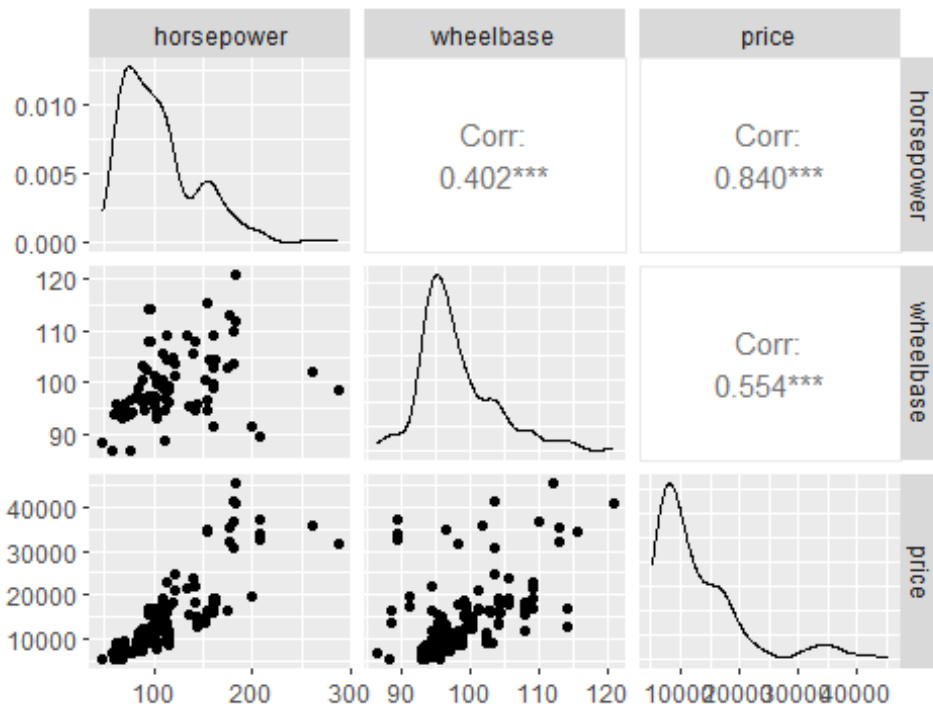 horsepower wheelbase price
0.010
0.005
0.000
Corr:
0.402***
Corr:
0.840***
horsepower
120
110
100
90
Corr:
0.554***
wheelbase
40000
30000
20000
10000
price
100 200 300
90 100 110 120
10000 20000 30000 40000